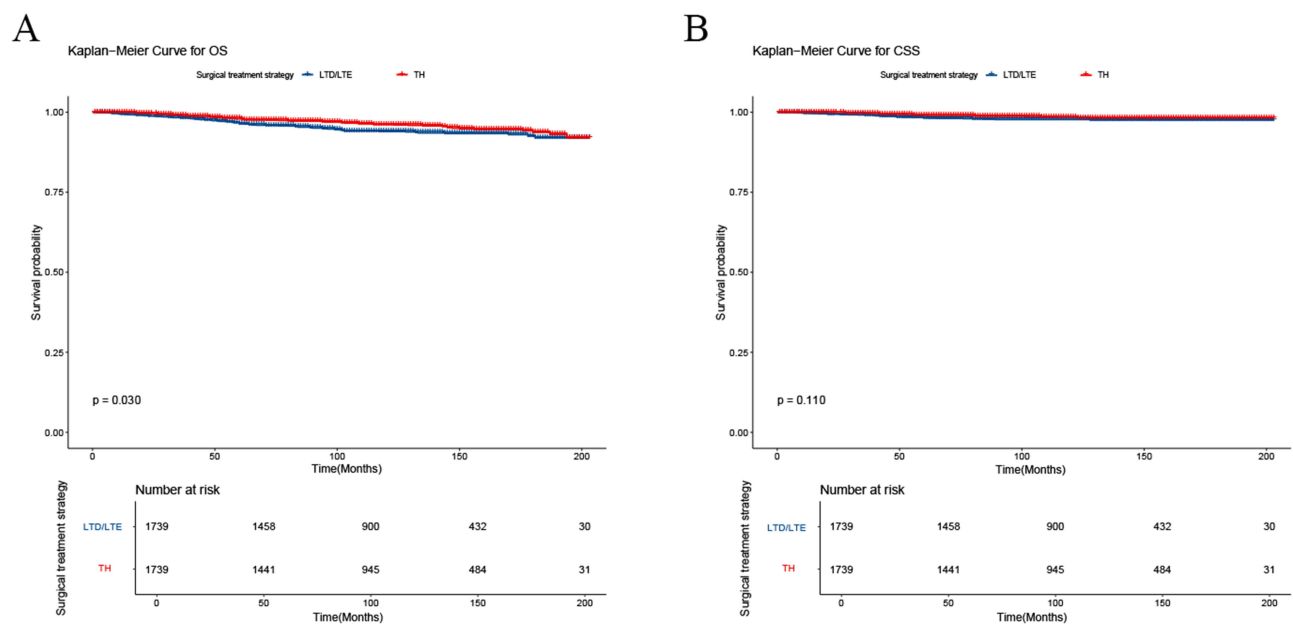 A
Kaplan-Meier Curve for OS
Surgical treatment strategy LTD/LTE TH
1.00
0.75
0.50
0.25
0.00
Survival probability
p = 0.030
0 50 100 150 200
Time(Months)
Number at risk
Surgical treatment strategy
LTD/LTE 1739 1458 900 432 30
TH 1739 1441 945 484 31
0 50 100 150 200
Time(Months)
B
Kaplan-Meier Curve for CSS
Surgical treatment strategy LTD/LTE TH
1.00
0.75
0.50
0.25
0.00
Survival probability
p = 0.110
0 50 100 150 200
Time(Months)
Number at risk
Surgical treatment strategy
LTD/LTE 1739 1458 900 432 30
TH 1739 1441 945 484 31
0 50 100 150 200
Time(Months)